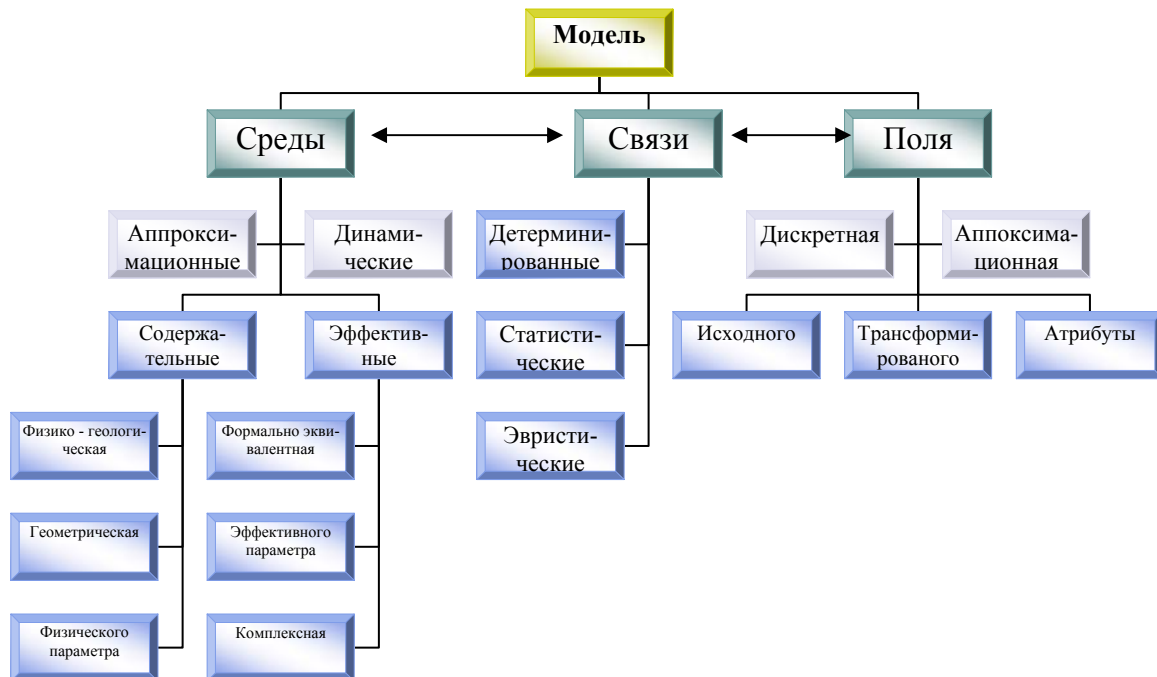 Модель
Среды
Связи
Поля
Аппрокси-
мационные
Динами-
ческие
Детермини-
рованные
Дискретная
Аппоксима-
ционная
Содержа-
тельные
Эффектив-
ные
Статисти-
ческие
Исходного
Трансформи-
рованого
Атрибуты
Физико - геологи-
ческая
Формально экви-
валентная
Эвристи-
ческие
Геометрическая
Эффективного
параметра
Физического
параметра
Комплексная